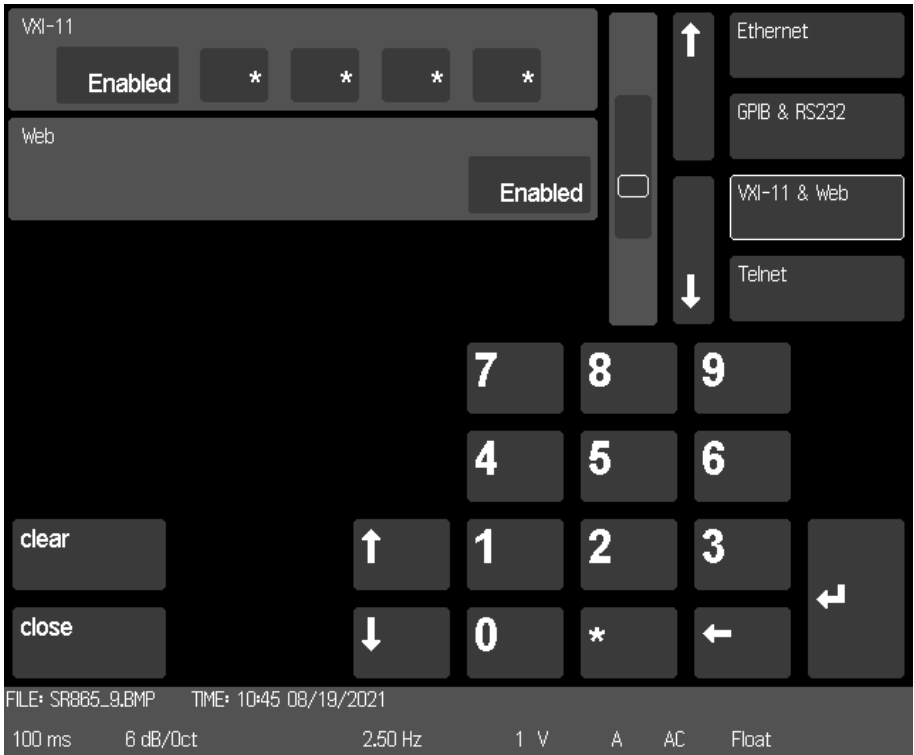 VXI-11
Enabled * * * *
Web
Enabled
↑
↓
Ethernet
GPIB & RS232
VXI-11 & Web
Telnet
7 8 9
4 5 6
clear ↑ 1 2 3 ↵
close ↓ 0 * ←
FILE: SR865_9.BMP TIME: 10:45 08/19/2021
100 ms 6 dB/Oct 2.50 Hz 1 V A AC Float